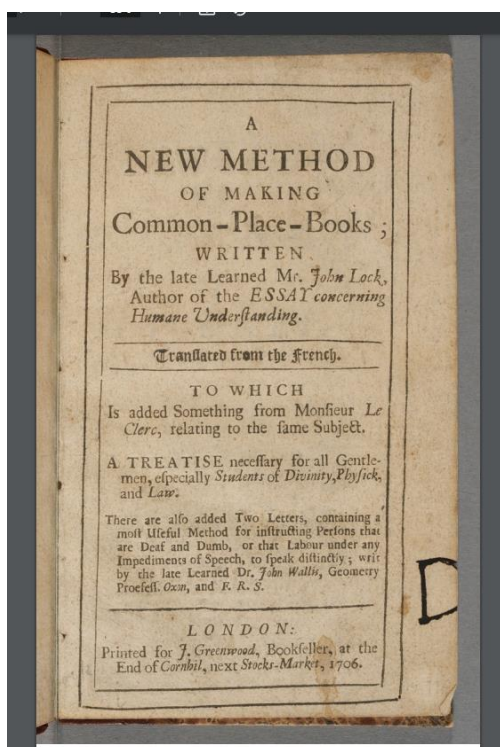 A
NEW METHOD
OF MAKING
Common-Place-Books;
WRITTEN
By the late Learned Mr. John Lock,
Author of the ESSAY concerning
Humane Underſtanding.
Tranſlated from the French.
TO WHICH
Is added Something from Monſieur Le
Clerc, relating to the ſame Subject.
A TREATISE neceſſary for all Gentle-
men, eſpecially Students of Divinity, Phyſick,
and Law.
There are alſo added Two Letters, containing a
moſt Uſeful Method for inſtructing Perſons that
are Deaf and Dumb, or that Labour under any
Impediments of Speech, to ſpeak diſtinctly; writ
by the late Learned Dr. John Wallis, Geometry
Proefeſſ. Oxon, and F. R. S.
LONDON:
Printed for J. Greenwood, Bookſeller, at the
End of Cornhil, next Stocks-Market, 1706.
D